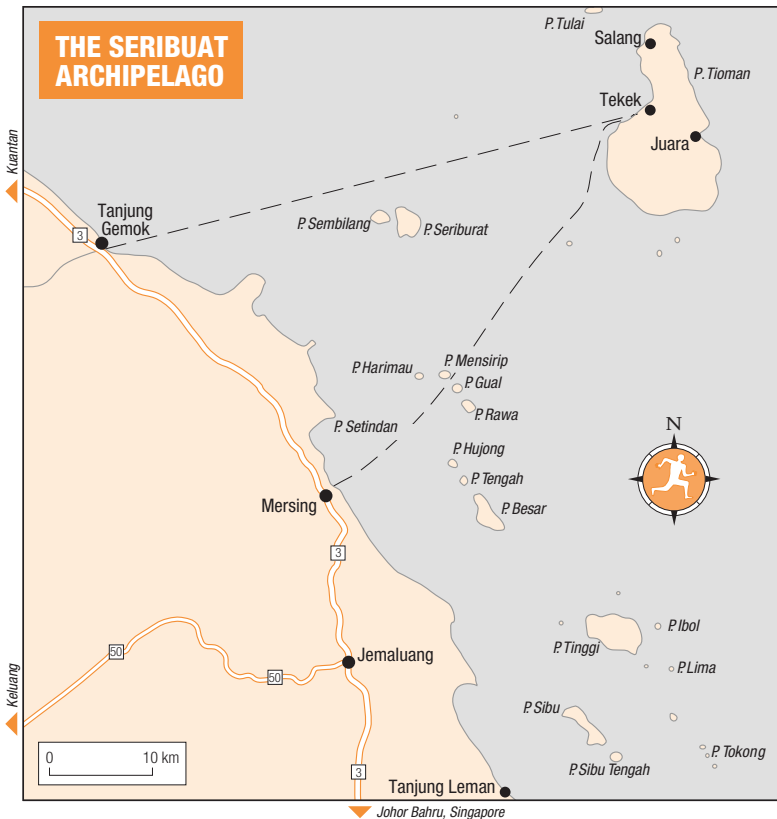 THE SERIBUAT
ARCHIPELAGO
P. Tulai
Salang
P. Tioman
Tekek
Juara
Kuantan
Tanjung
Gemok
3
P. Sembilang
P. Seriburat
P. Harimau
P. Mensirip
P. Gual
P. Rawa
P. Setindan
N
P. Hujong
P. Tengah
Mersing
P. Besar
3
P. Ibol
P. Tinggi
50
Jemaluang
P. Lima
50
Keluang
P. Sibu
0
10 km
3
P. Tokong
P. Sibu Tengah
Tanjung Leman
Johor Bahru, Singapore